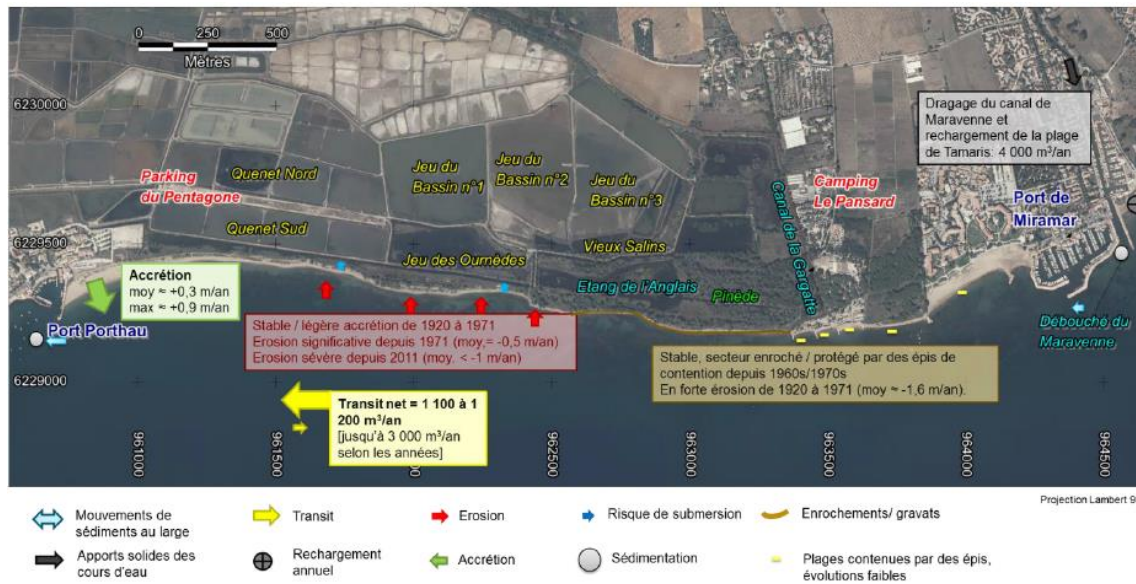 0 250 500
Mètres
6230000
6229500
6229000
Parking
du Pentagone
Quenet Nord
Quenet Sud
Jeu du
Bassin n°1
Jeu du
Bassin n°2
Jeu du
Bassin n°3
Jeu des Ournèdes
Vieux Salins
Etang de l'Anglais
Pinède
Canal de la Gargatte
Camping
Le Pansard
Dragage du canal de
Maravenne et
rechargement de la plage
de Tamaris: 4 000 m³/an
Port de
Miramar
Débouché du
Maravenne
Accrétion
moy ≈ +0,3 m/an
max ≈ +0,9 m/an
Port Porthau
Stable / légère accrétion de 1920 à 1971
Erosion significative depuis 1971 (moy,= -0,5 m/an)
Erosion sévère depuis 2011 (moy. < -1 m/an)
Stable, secteur enroché / protégé par des épis de
contention depuis 1960s/1970s
En forte érosion de 1920 à 1971 (moy ≈ -1,6 m/an).
Transit net = 1 100 à 1
200 m³/an
[jusqu'à 3 000 m³/an
selon les années]
961000
961500
962500
963000
963500
964000
964500
Projection Lambert 9
Mouvements de
sédiments au large
Transit
Erosion
Risque de submersion
Enrochements/ gravats
Apports solides des
cours d'eau
Rechargement
annuel
Accrétion
Sédimentation
Plages contenues par des épis,
évolutions faibles